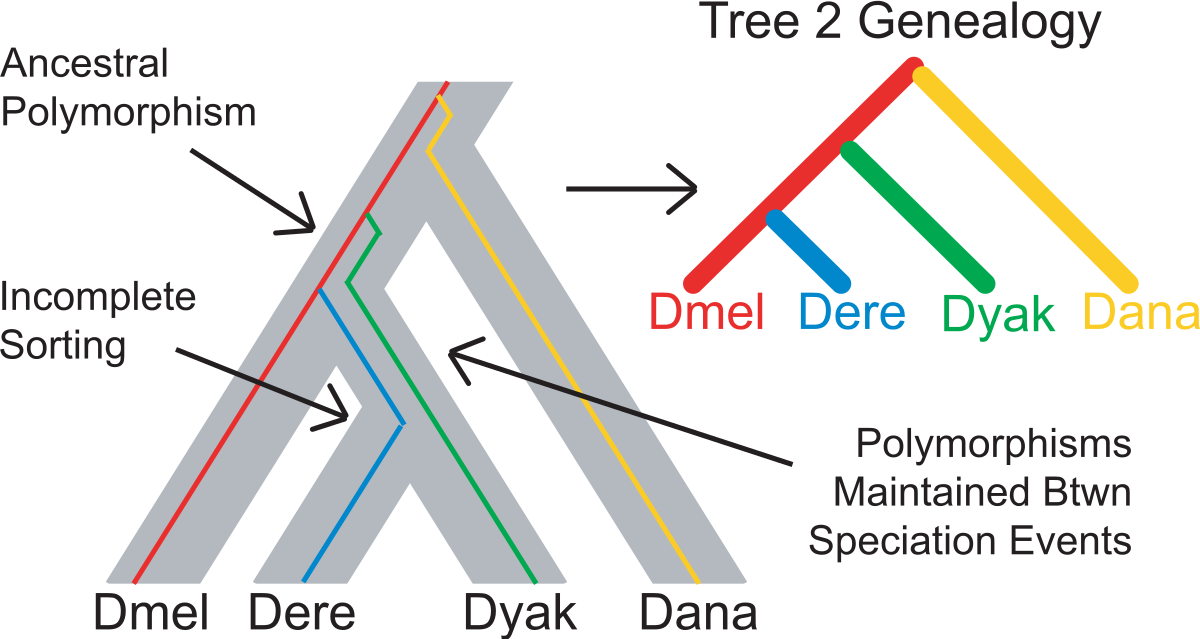 Tree 2 Genealogy
Ancestral
Polymorphism
Incomplete
Sorting
Dmel Dere Dyak Dana
Polymorphisms
Maintained Btwn
Speciation Events
Dmel Dere Dyak Dana